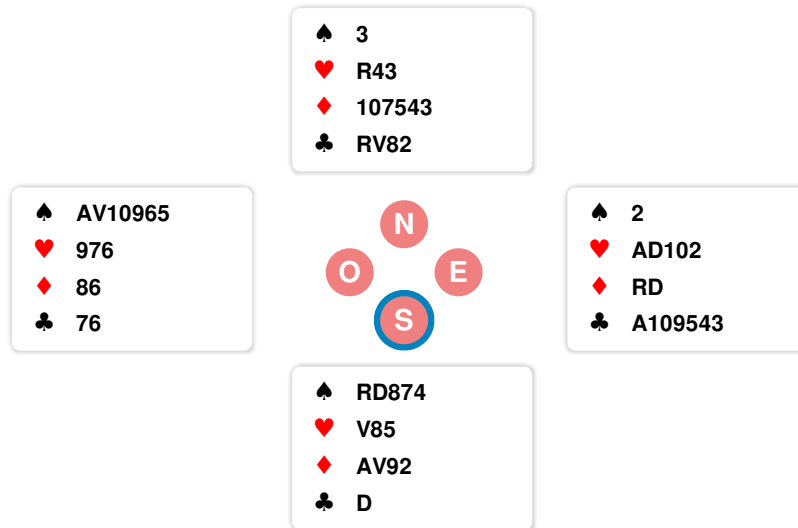 ♠ 3
♥ R43
♦ 107543
♣ RV82
♠ AV10965
♥ 976
♦ 86
♣ 76
N
O E
S
♠ 2
♥ AD102
♦ RD
♣ A109543
♠ RD874
♥ V85
♦ AV92
♣ D